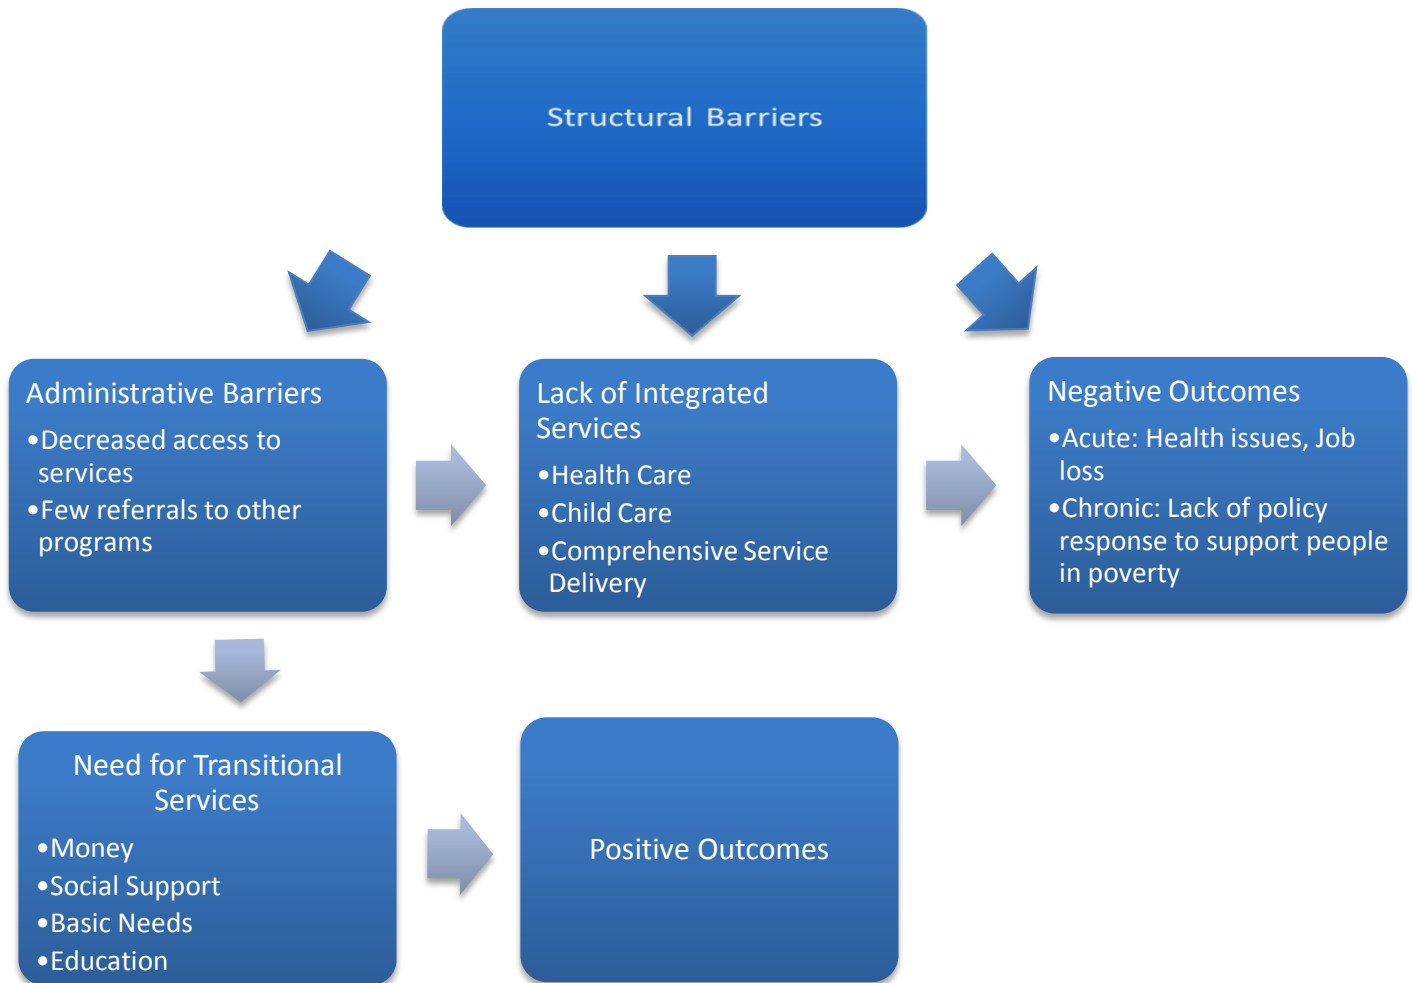 Structural Barriers
Administrative Barriers
•Decreased access to
services
•Few referrals to other
programs
Lack of Integrated
Services
•Health Care
•Child Care
•Comprehensive Service
Delivery
Negative Outcomes
•Acute: Health issues, Job
loss
•Chronic: Lack of policy
response to support people
in poverty
Need for Transitional
Services
•Money
•Social Support
•Basic Needs
•Education
Positive Outcomes